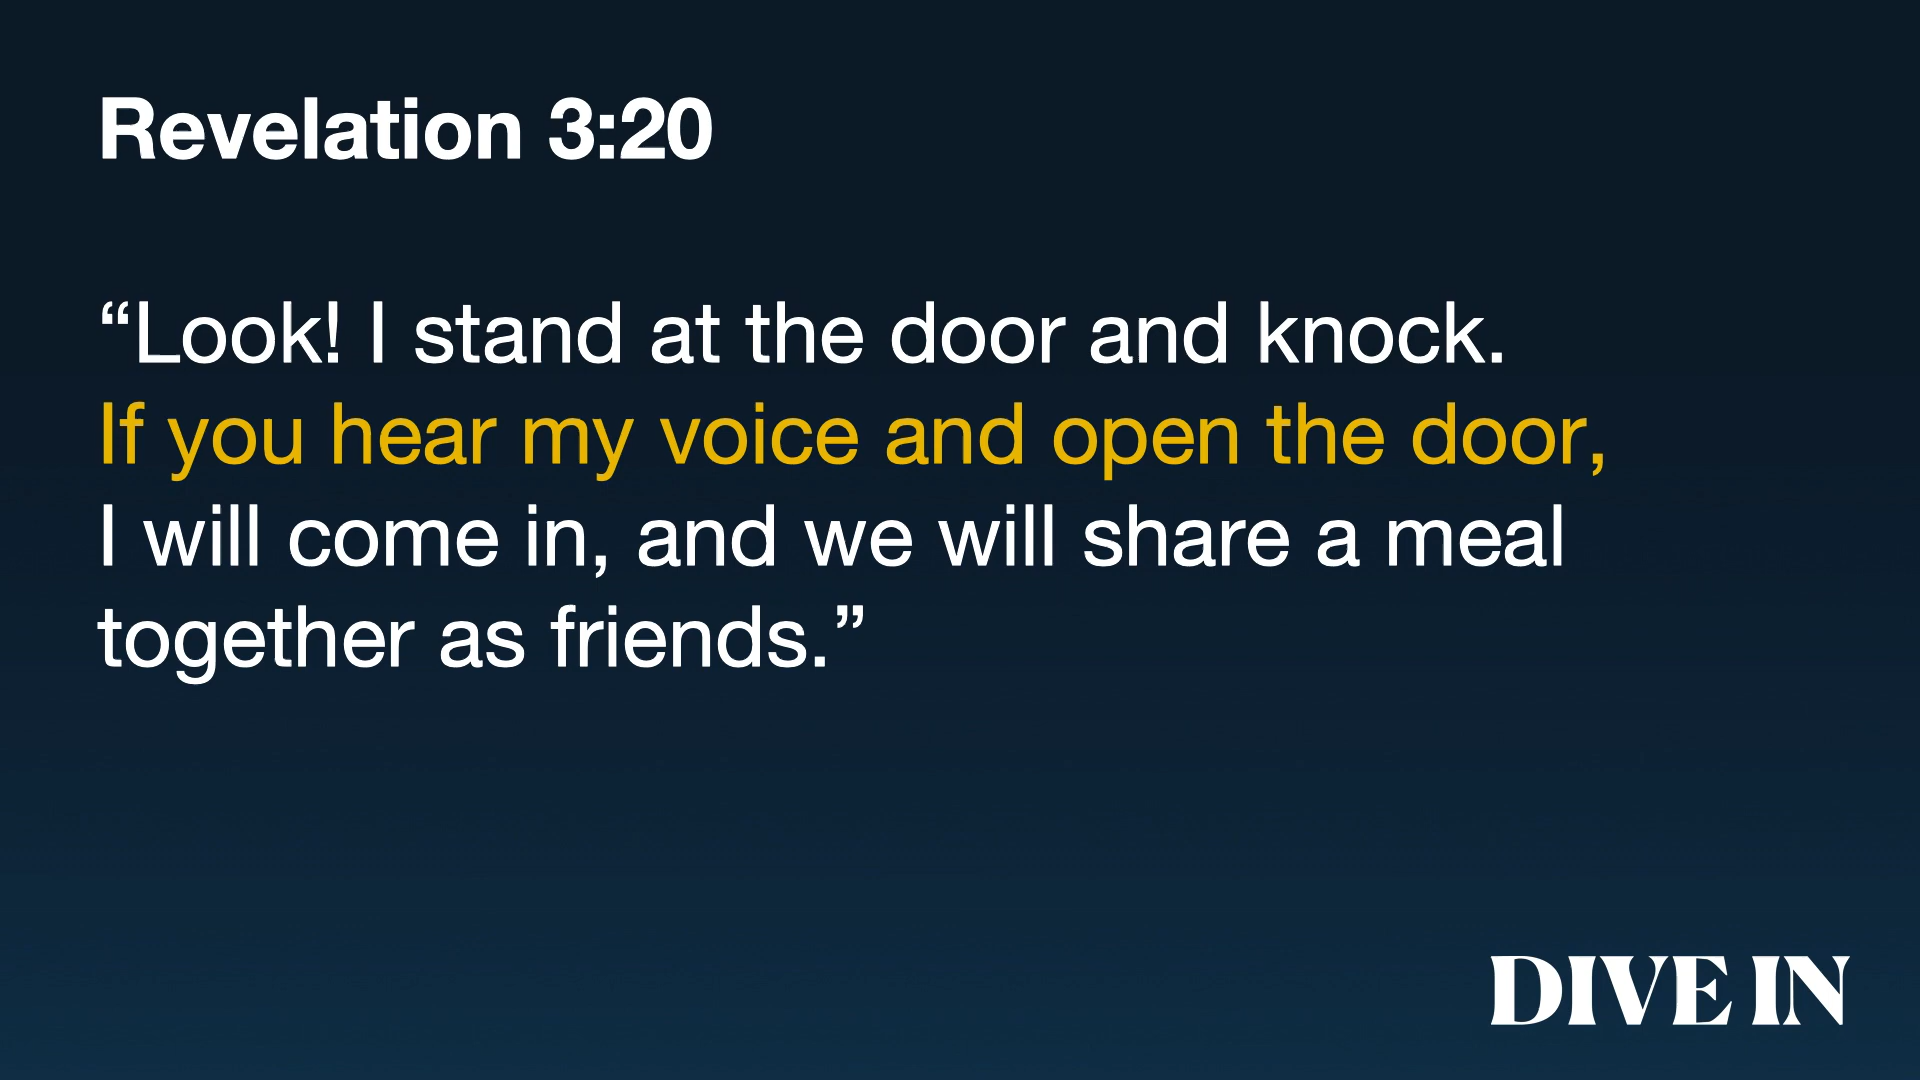 Revelation 3:20
“Look! I stand at the door and knock.
If you hear my voice and open the door,
I will come in, and we will share a meal
together as friends.”
DIVE IN